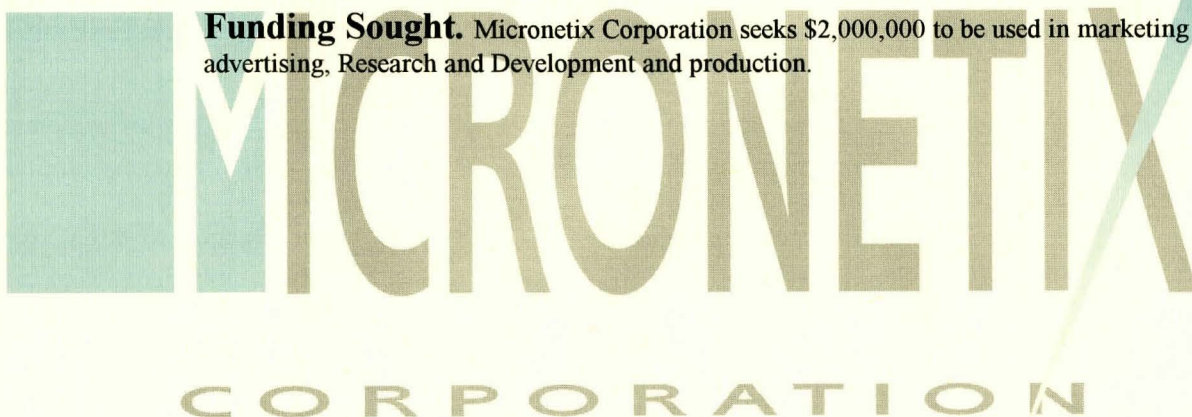 Funding Sought. Micronetix Corporation seeks $2,000,000 to be used in marketing
advertising, Research and Development and production.
MICRONETIX
CORPORATION